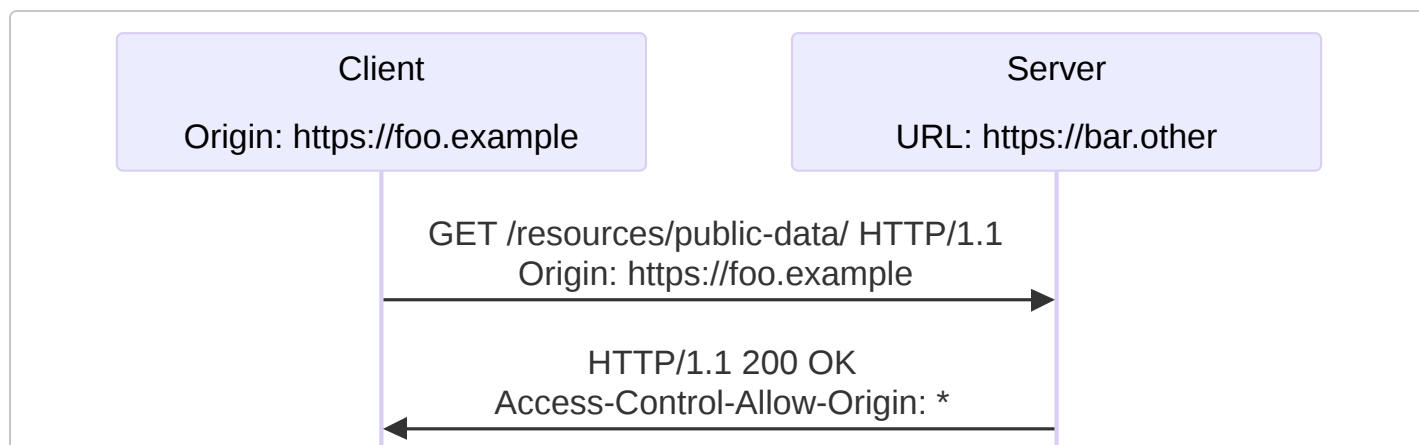 Client
Origin: https://foo.example
Server
URL: https://bar.other
GET /resources/public-data/ HTTP/1.1
Origin: https://foo.example
HTTP/1.1 200 OK
Access-Control-Allow-Origin: *